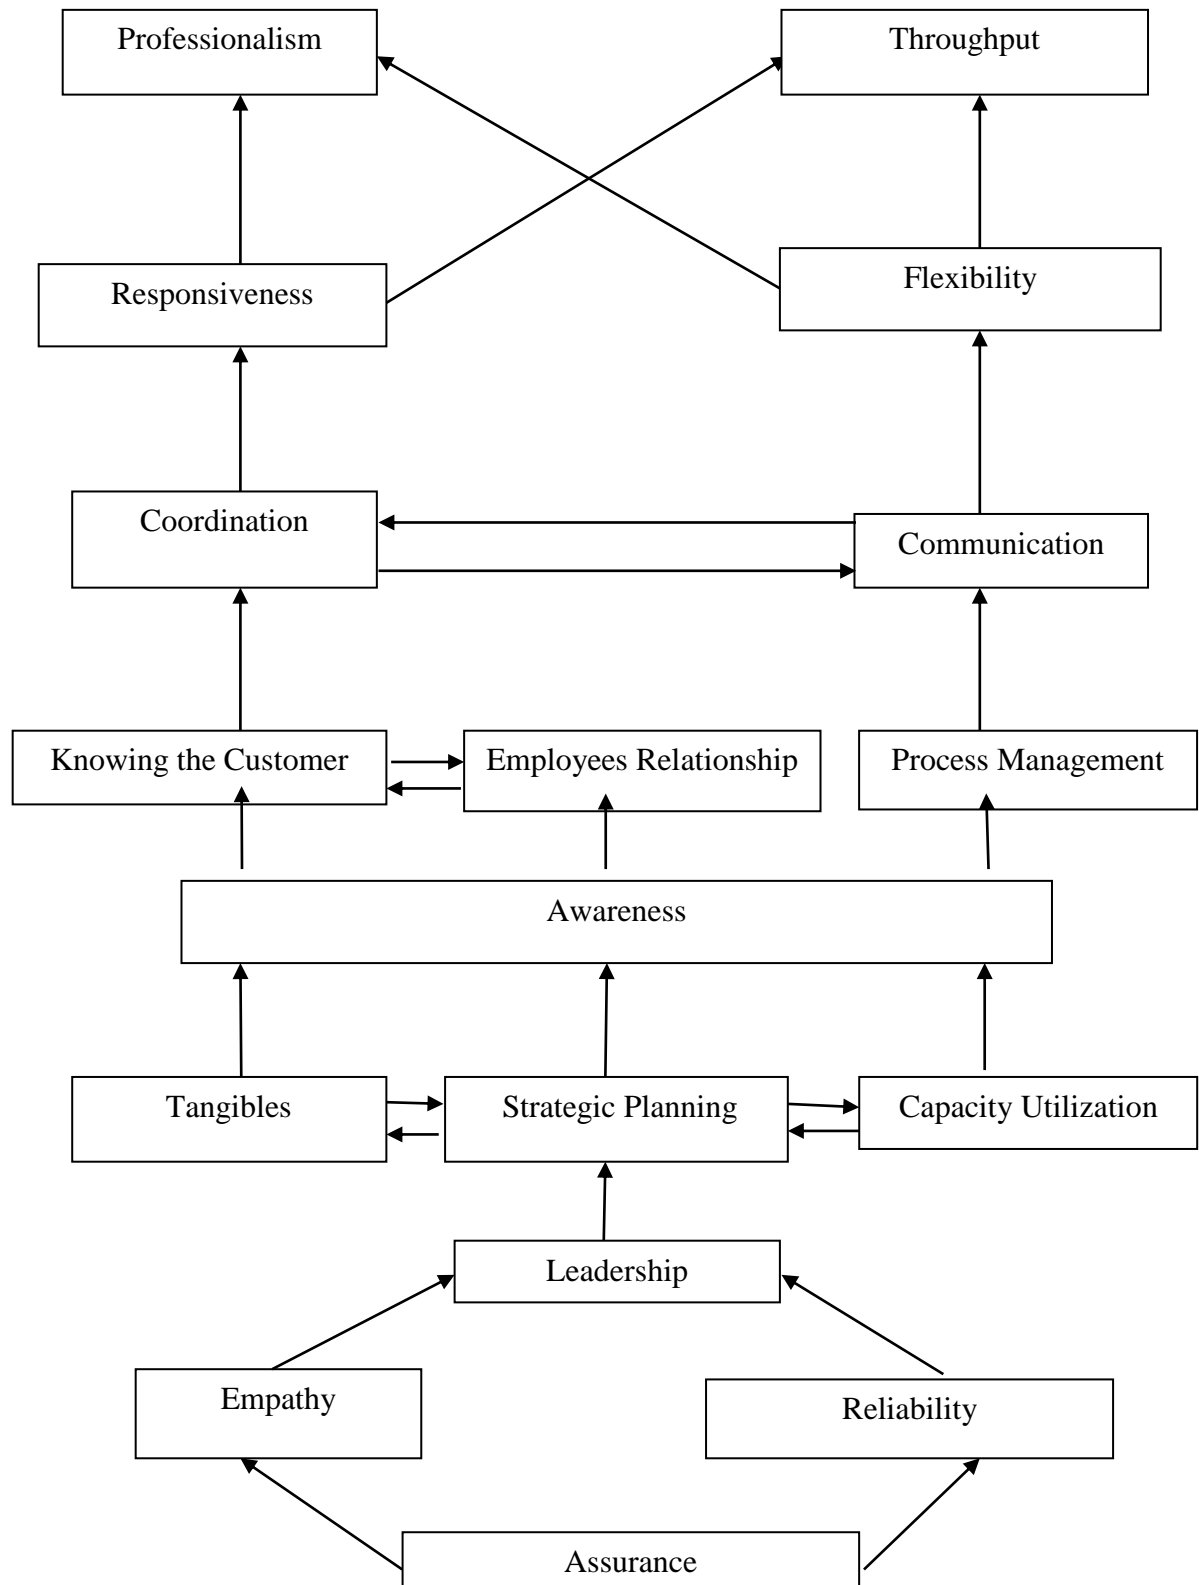 Professionalism
Throughput
Responsiveness
Flexibility
Coordination
Communication
Knowing the Customer
Employees Relationship
Process Management
Awareness
Tangibles
Strategic Planning
Capacity Utilization
Leadership
Empathy
Reliability
Assurance